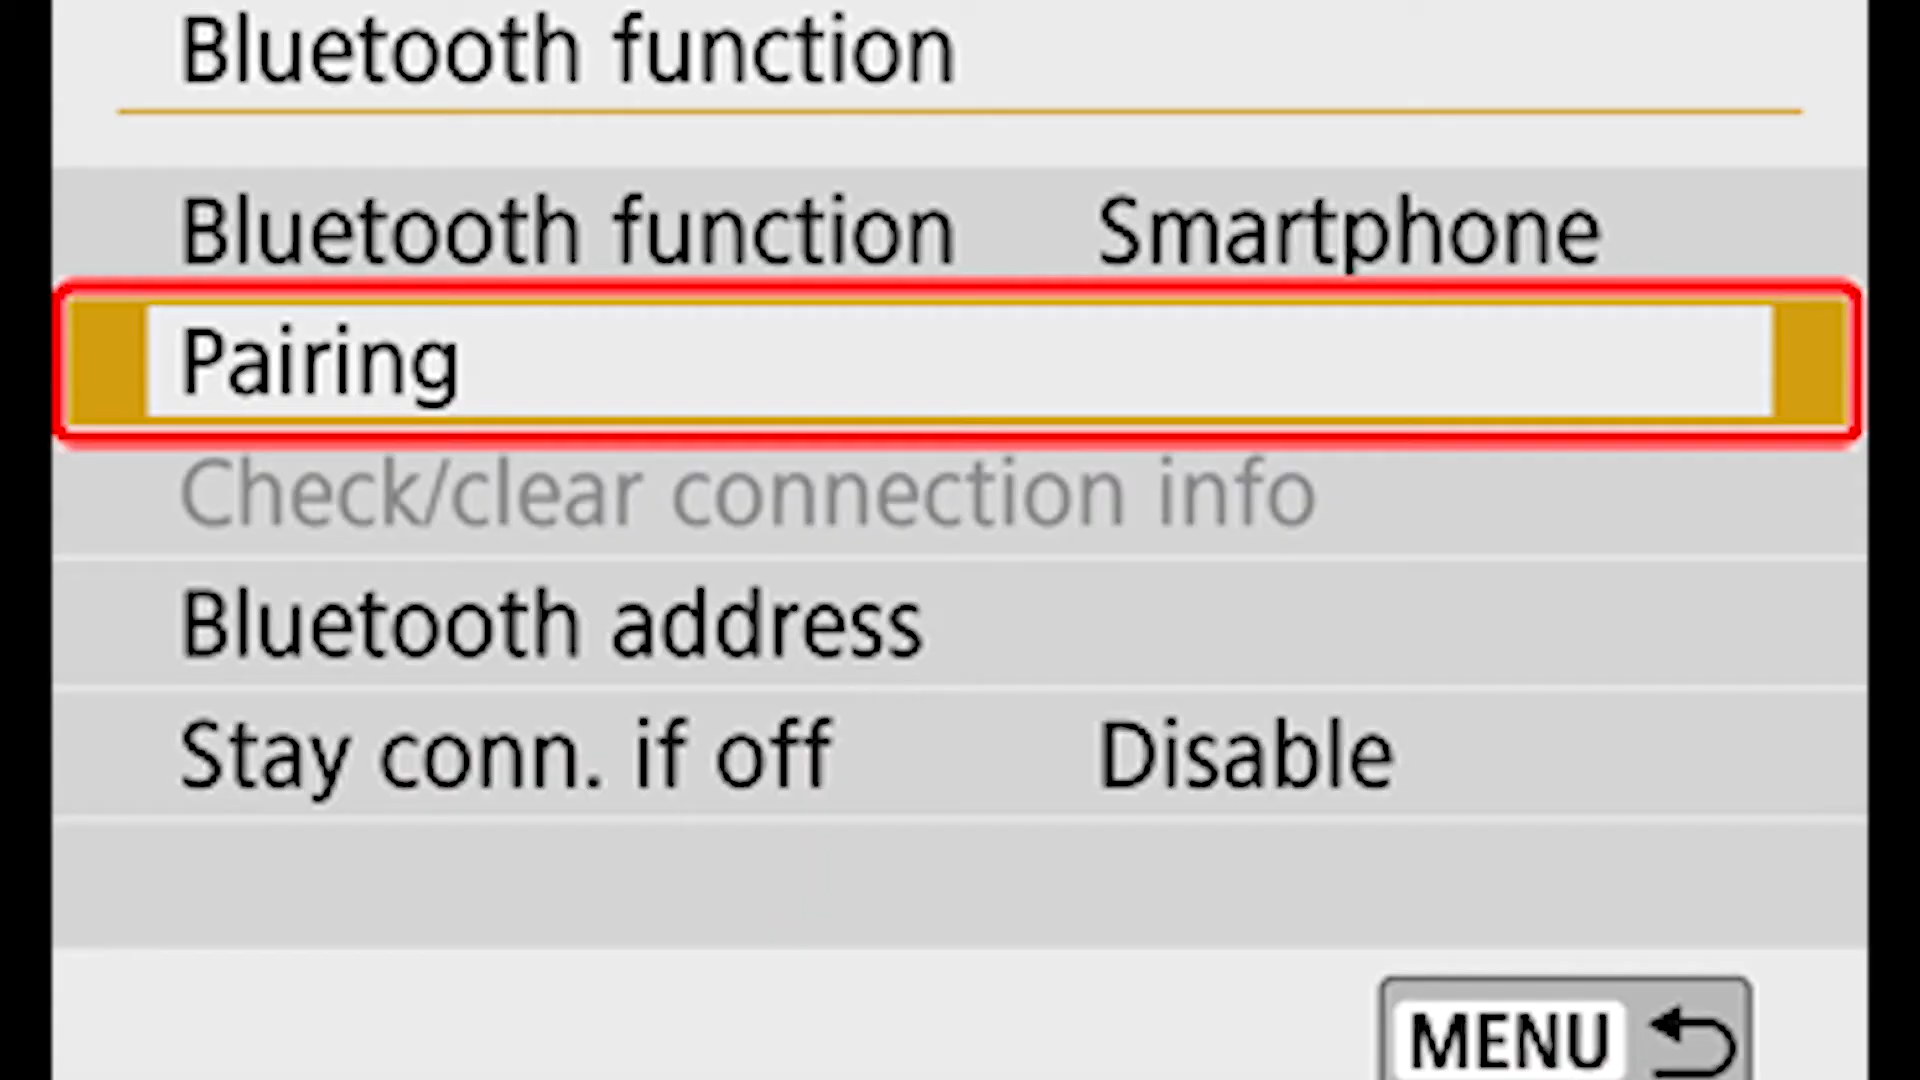 Bluetooth function
Bluetooth function Smartphone
Pairing
Check/clear connection info
Bluetooth address
Stay conn. if off Disable
MENU